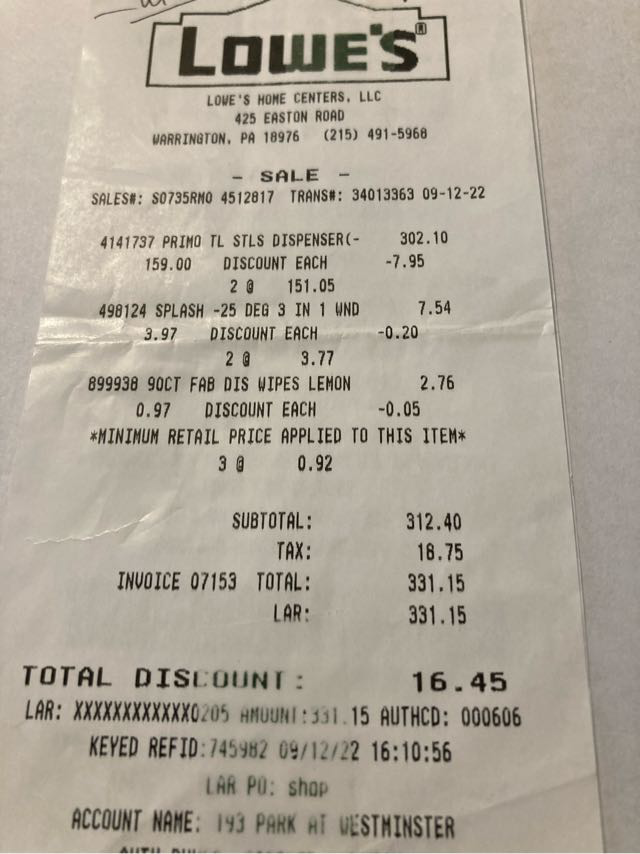 LOWE'S®
LOWE'S HOME CENTERS, LLC
425 EASTON ROAD
WARRINGTON, PA 18976 (215) 491-5968
- SALE -
SALES#: S0735RMO 4512817 TRANS#: 34013363 09-12-22
4141737 PRIMO TL STLS DISPENSER(- 302.10
159.00 DISCOUNT EACH -7.95
2 @ 151.05
498124 SPLASH -25 DEG 3 IN 1 WND 7.54
3.97 DISCOUNT EACH -0.20
2 @ 3.77
899938 90CT FAB DIS WIPES LEMON 2.76
0.97 DISCOUNT EACH -0.05
*MINIMUM RETAIL PRICE APPLIED TO THIS ITEM*
3 @ 0.92
SUBTOTAL: 312.40
TAX: 18.75
INVOICE 07153 TOTAL: 331.15
LAR: 331.15
TOTAL DISCOUNT: 16.45
LAR: XXXXXXXXXXXX0205 AMOUNT:331.15 AUTHCD: 000606
KEYED REFID:745982 09/12/22 16:10:56
LAR PO: shop
ACCOUNT NAME: 193 PARK AT WESTMINSTER